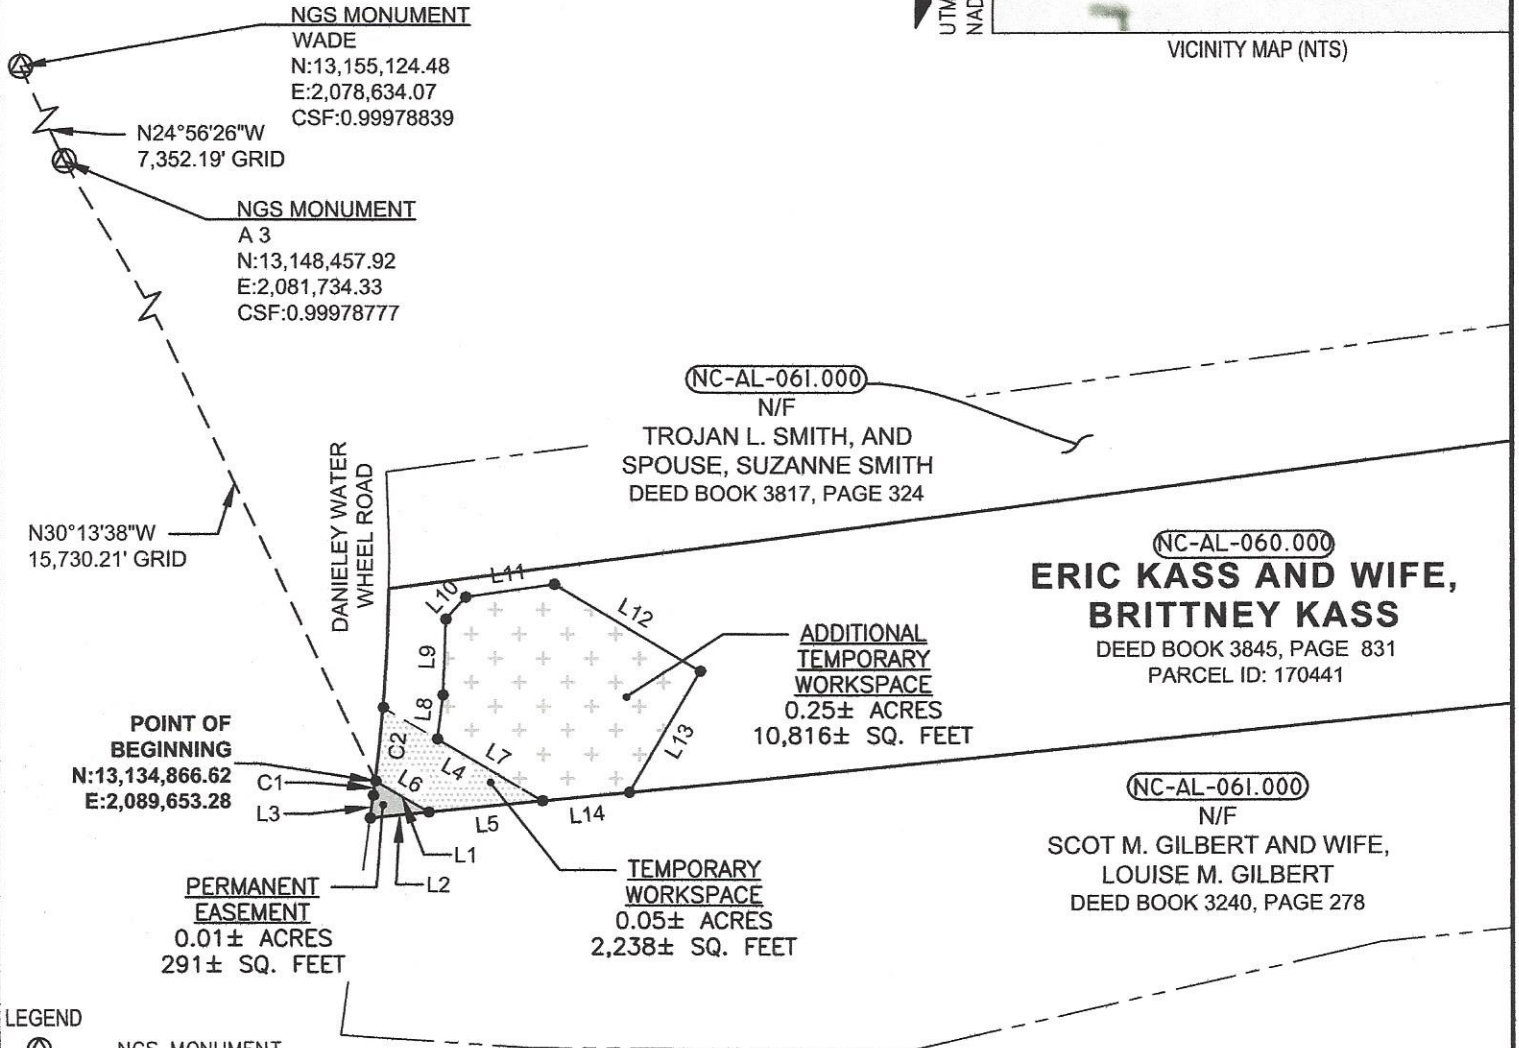 NGS MONUMENT
WADE
N:13,155,124.48
E:2,078,634.07
CSF:0.99978839
UTM
NAD
VICINITY MAP (NTS)
N24°56'26"W
7,352.19' GRID
NGS MONUMENT
A 3
N:13,148,457.92
E:2,081,734.33
CSF:0.99978777
NC-AL-061.000
N/F
TROJAN L. SMITH, AND
SPOUSE, SUZANNE SMITH
DEED BOOK 3817, PAGE 324
DANIELEY WATER
WHEEL ROAD
N30°13'38"W
15,730.21' GRID
NC-AL-060.000
ERIC KASS AND WIFE,
BRITTNEY KASS
DEED BOOK 3845, PAGE 831
PARCEL ID: 170441
L11
L10
L12
L9
L8
L13
ADDITIONAL
TEMPORARY
WORKSPACE
0.25± ACRES
10,816± SQ. FEET
POINT OF
BEGINNING
N:13,134,866.62
E:2,089,653.28
C2
L7
L4
L6
C1
L3
L5
L14
L1
L2
NC-AL-061.000
N/F
SCOT M. GILBERT AND WIFE,
LOUISE M. GILBERT
DEED BOOK 3240, PAGE 278
PERMANENT
EASEMENT
0.01± ACRES
291± SQ. FEET
TEMPORARY
WORKSPACE
0.05± ACRES
2,238± SQ. FEET
LEGEND
NGS MONUMENT